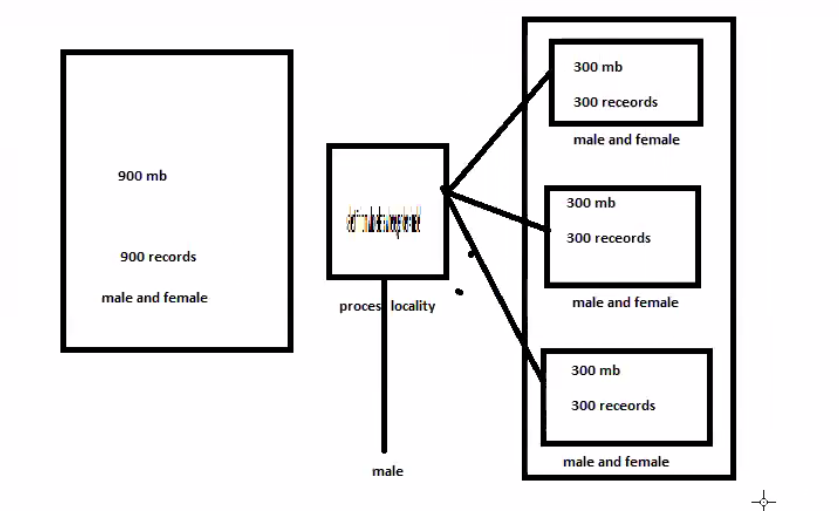 900 mb
900 records
male and female
process locality
male
300 mb
300 receords
male and female
300 mb
300 receords
male and female
300 mb
300 receords
male and female